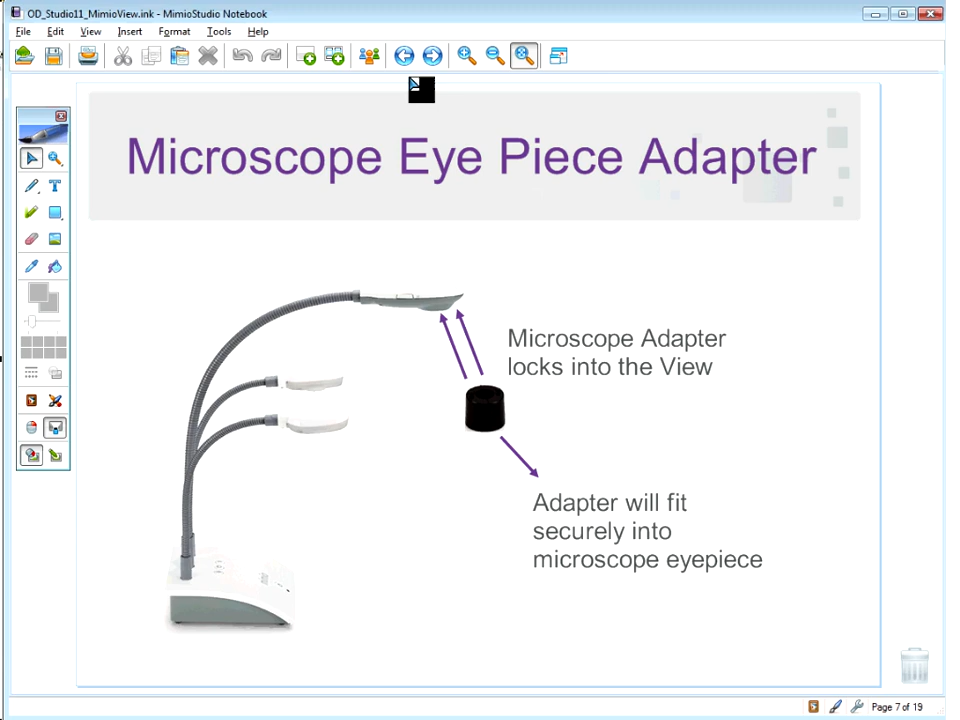 OD_Studio11_MimioView.ink - MimioStudio Notebook
File Edit View Insert Format Tools Help
Microscope Eye Piece Adapter
Microscope Adapter
locks into the View
Adapter will fit
securely into
microscope eyepiece
Page 7 of 19